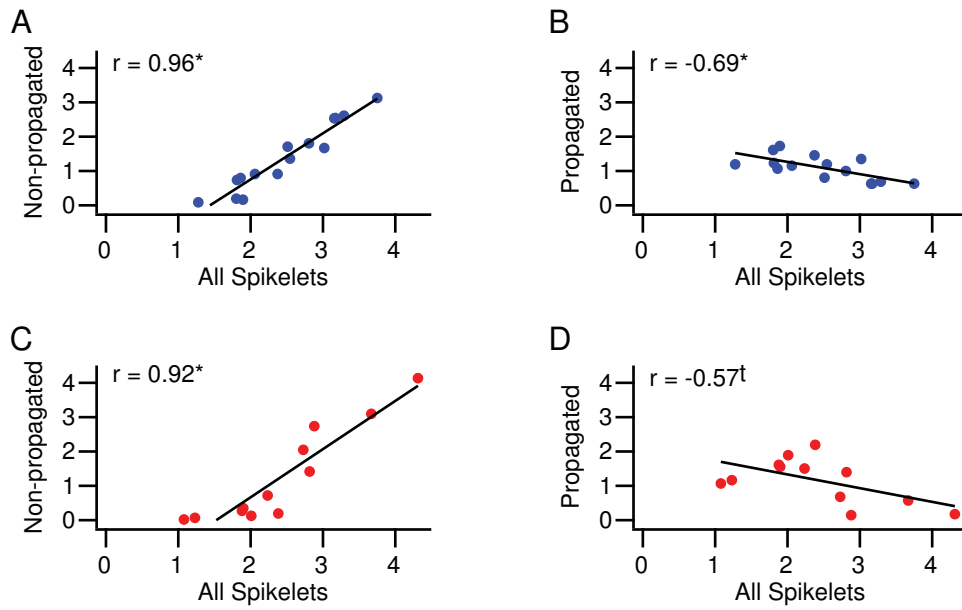 A
r = 0.96*
Non-propagated
4
3
2
1
0
0 1 2 3 4
All Spikelets
B
r = -0.69*
Propagated
4
3
2
1
0
0 1 2 3 4
All Spikelets
C
r = 0.92*
Non-propagated
4
3
2
1
0
0 1 2 3 4
All Spikelets
D
r = -0.57ƚ
Propagated
4
3
2
1
0
0 1 2 3 4
All Spikelets